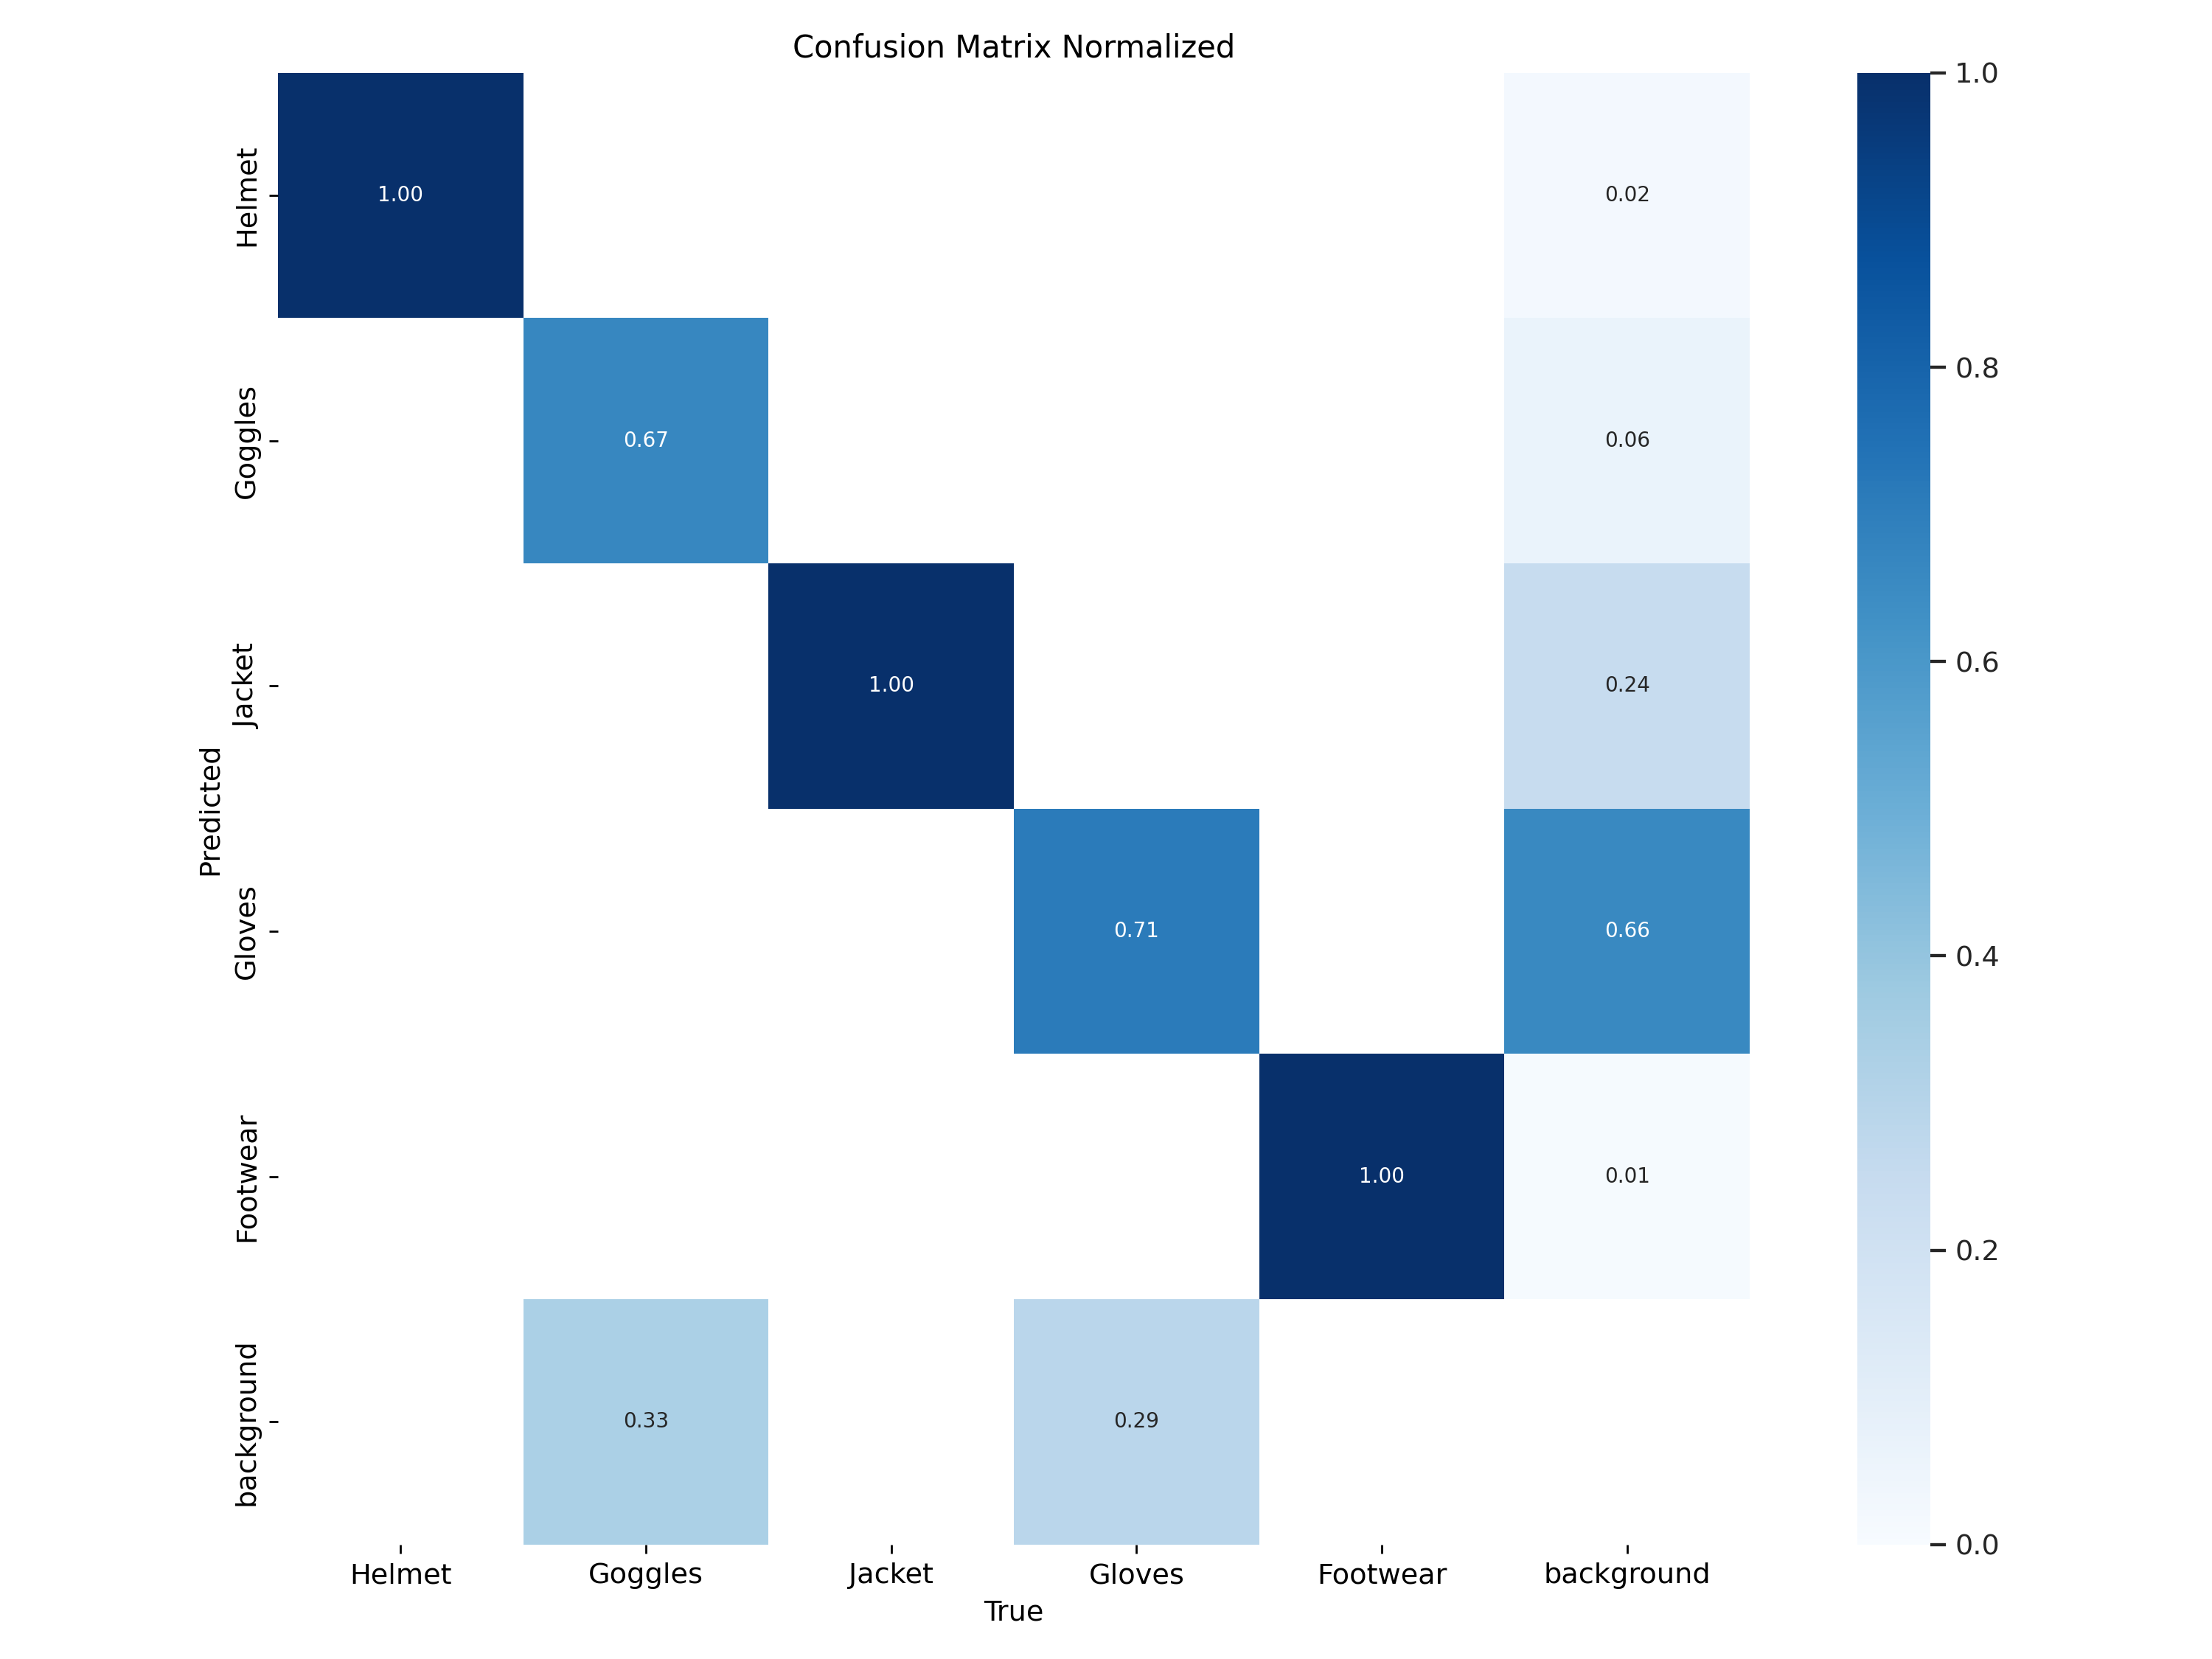 Confusion Matrix Normalized
Helmet
1.00
0.02
Goggles
0.67
0.06
Jacket
1.00
0.24
Predicted
Gloves
0.71
0.66
Footwear
1.00
0.01
background
0.33
0.29
Helmet Goggles Jacket Gloves Footwear background
True
1.0
0.8
0.6
0.4
0.2
0.0